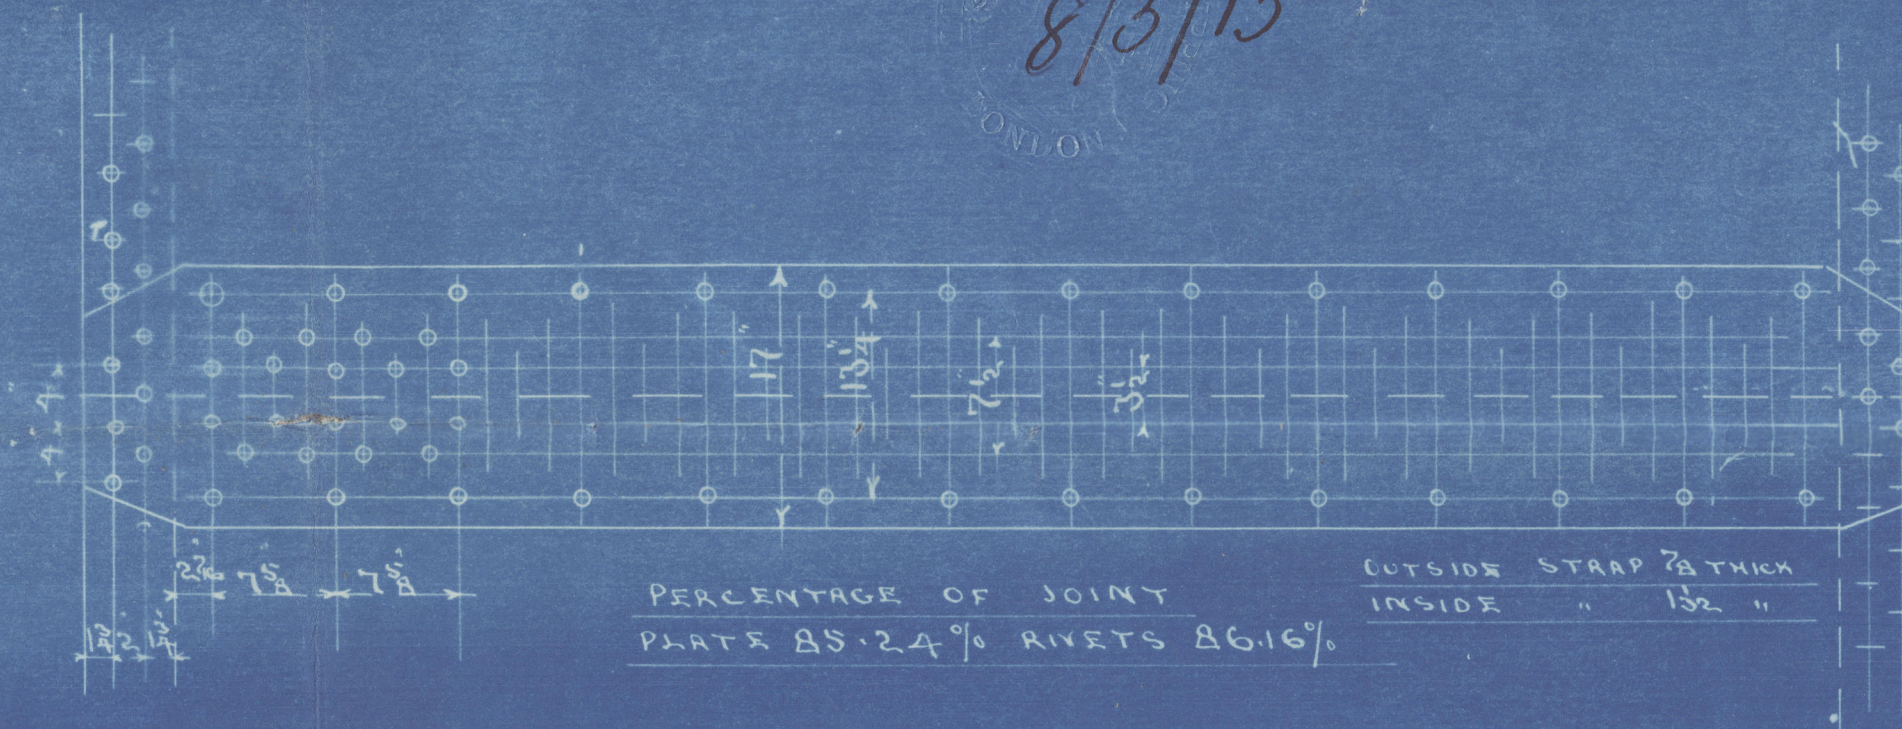 8/3/13
LONDON
17"
13¼"
7½"
3½"
4"
4"
2 7/16"
7 5/8"
7 5/8"
1¾"
2"
1¾"
PERCENTAGE OF JOINT
PLATE 85.24% RIVETS 86.16%
OUTSIDE STRAP 7/8 THICK
INSIDE " 1 1/32 "